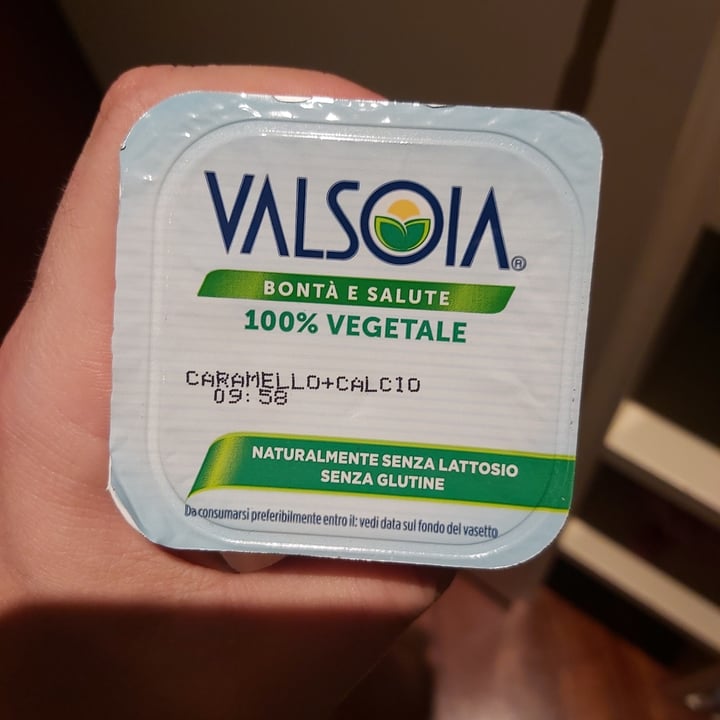 VALSOIA®
BONTÀ E SALUTE
100% VEGETALE
CARAMELLO+CALCIO
09:58
NATURALMENTE SENZA LATTOSIO
SENZA GLUTINE
Da consumarsi preferibilmente entro il: vedi data sul fondo del vasetto